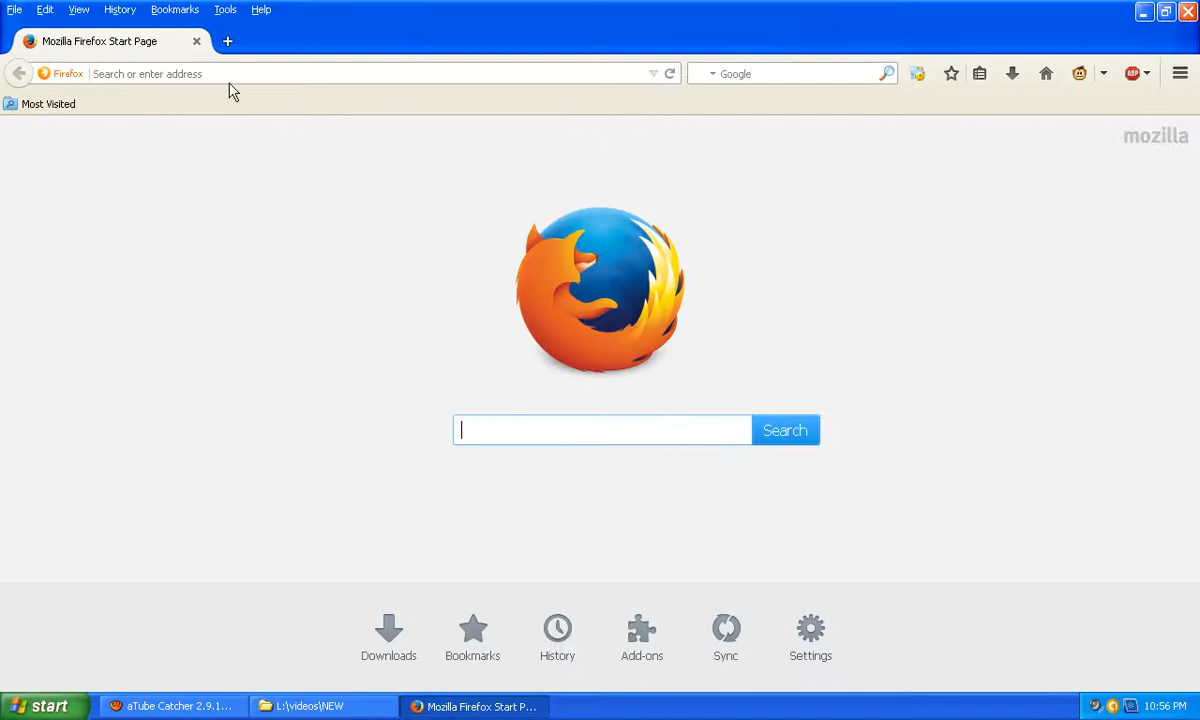 File Edit View History Bookmarks Tools Help
Mozilla Firefox Start Page
Firefox Search or enter address Google ABP
Most Visited
mozilla
Search
Downloads Bookmarks History Add-ons Sync Settings
start aTube Catcher 2.9.1... L:\videos\NEW Mozilla Firefox Start P... 10:56 PM